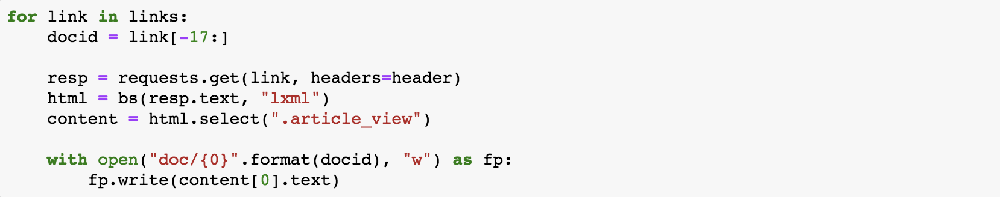 for link in links:
    docid = link[-17:]

    resp = requests.get(link, headers=header)
    html = bs(resp.text, "lxml")
    content = html.select(".article_view")

    with open("doc/{0}".format(docid), "w") as fp:
        fp.write(content[0].text)